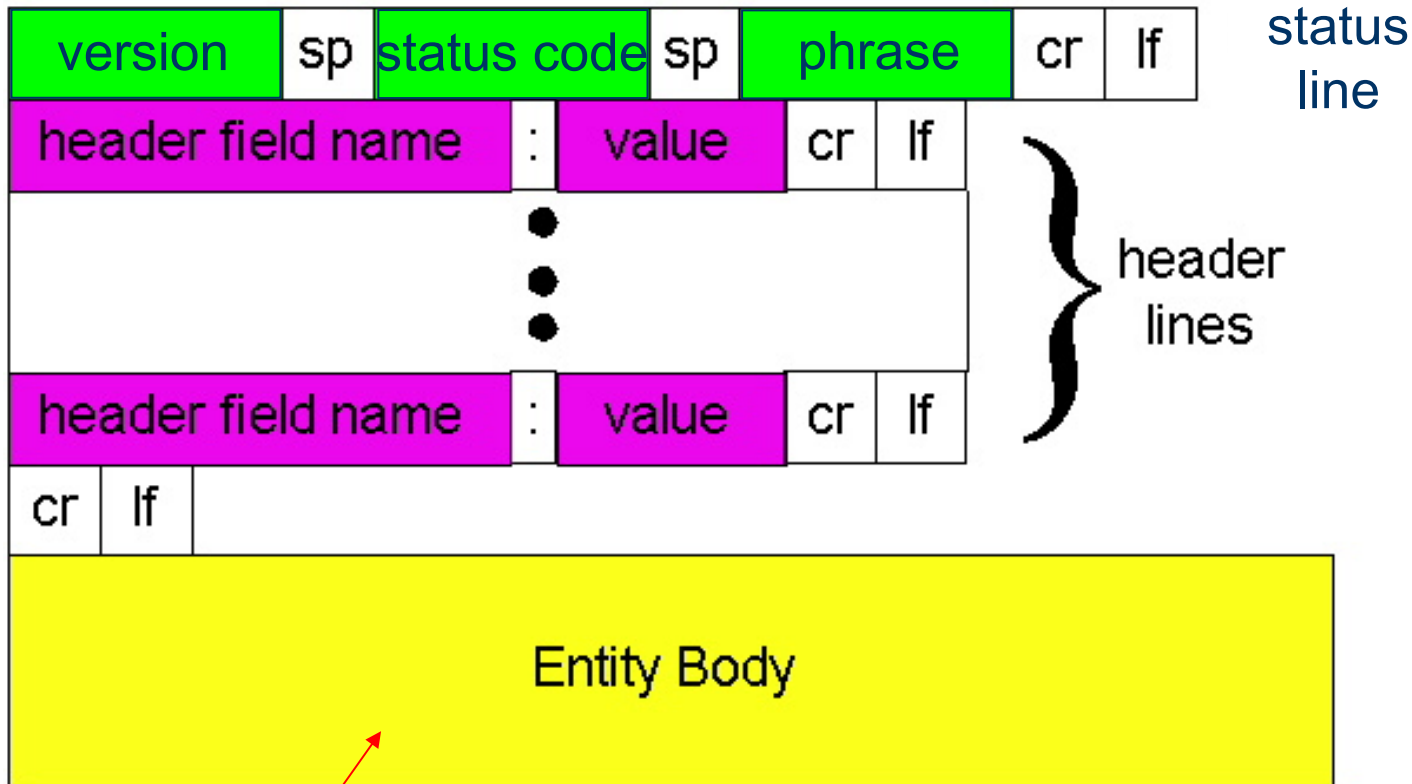 version sp status code sp phrase cr lf status line
header field name : value cr lf
header lines
header field name : value cr lf
cr lf
Entity Body